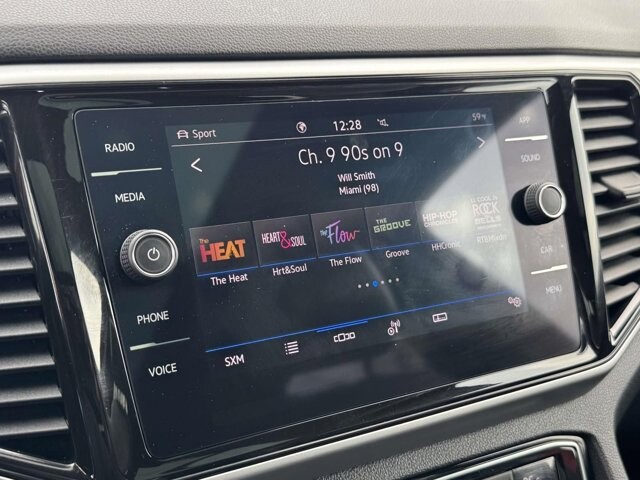 RADIO
MEDIA
PHONE
VOICE
Sport
12:28
59°F
Ch. 9 90s on 9
Will Smith
Miami (98)
The HEAT
HEART & SOUL
The Flow
THE GROOVE
HIP-HOP
The Heat
Hrt&Soul
The Flow
Groove
SXM
APP
SOUND
CAR
MENU